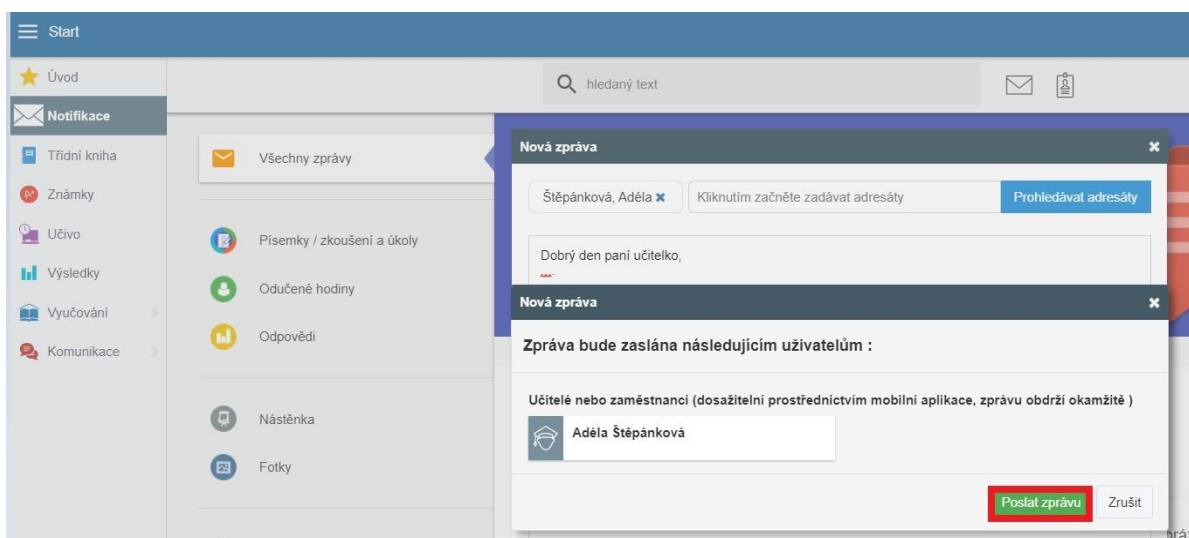 Start
Úvod
Notifikace
Třídní kniha
Známky
Učivo
Výsledky
Vyučování
Komunikace
hledaný text
Všechny zprávy
Písemky / zkoušení a úkoly
Odučené hodiny
Odpovědi
Nástěnka
Fotky
Nová zpráva
Štěpánková, Adéla
Kliknutím začněte zadávat adresáty
Prohledávat adresáty
Dobrý den paní učitelko,
Nová zpráva
Zpráva bude zaslána následujícím uživatelům :
Učitelé nebo zaměstnanci (dosažitelní prostřednictvím mobilní aplikace, zprávu obdrží okamžitě )
Adéla Štěpánková
Poslat zprávu
Zrušit